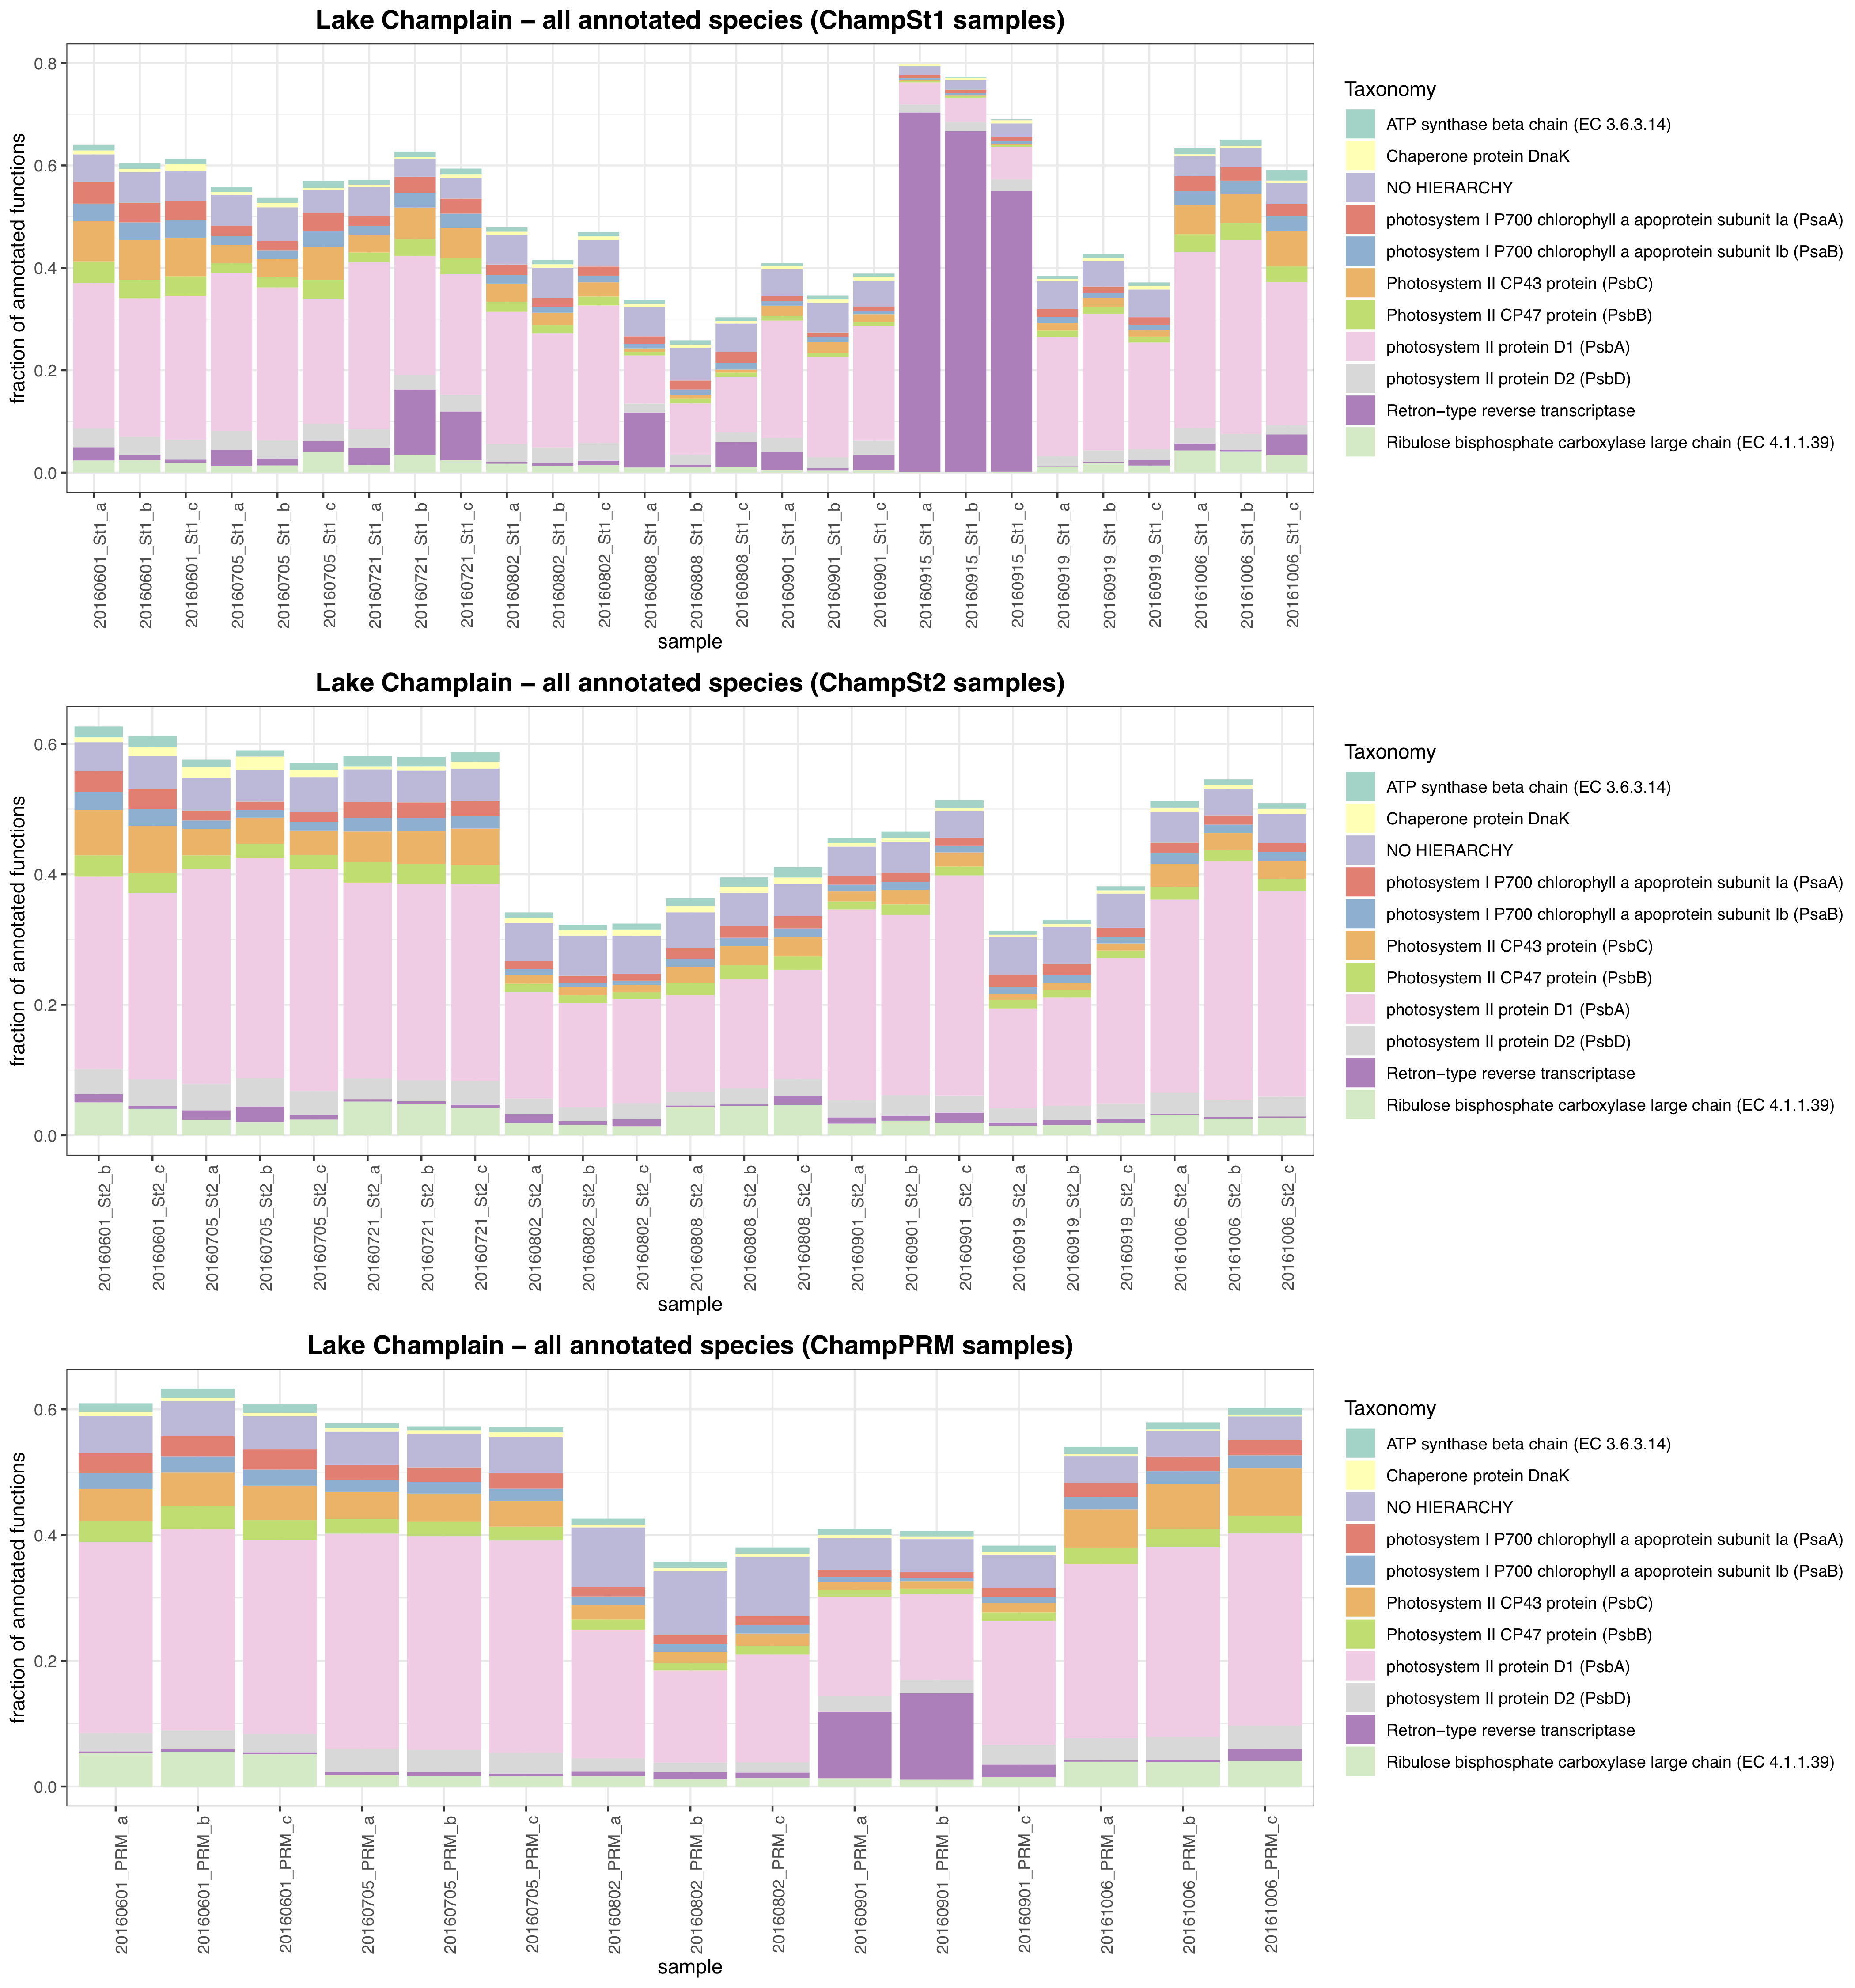 Lake Champlain − all annotated species (ChampSt1 samples)
fraction of annotated functions
0.8
0.6
0.4
0.2
0.0
20160601_St1_a
20160601_St1_b
20160601_St1_c
20160705_St1_a
20160705_St1_b
20160705_St1_c
20160721_St1_a
20160721_St1_b
20160721_St1_c
20160802_St1_a
20160802_St1_b
20160802_St1_c
20160808_St1_a
20160808_St1_b
20160808_St1_c
20160901_St1_a
20160901_St1_b
20160901_St1_c
20160915_St1_a
20160915_St1_b
20160915_St1_c
20160919_St1_a
20160919_St1_b
20160919_St1_c
20161006_St1_a
20161006_St1_b
20161006_St1_c
sample
Taxonomy
ATP synthase beta chain (EC 3.6.3.14)
Chaperone protein DnaK
NO HIERARCHY
photosystem I P700 chlorophyll a apoprotein subunit Ia (PsaA)
photosystem I P700 chlorophyll a apoprotein subunit Ib (PsaB)
Photosystem II CP43 protein (PsbC)
Photosystem II CP47 protein (PsbB)
photosystem II protein D1 (PsbA)
photosystem II protein D2 (PsbD)
Retron−type reverse transcriptase
Ribulose bisphosphate carboxylase large chain (EC 4.1.1.39)
Lake Champlain − all annotated species (ChampSt2 samples)
fraction of annotated functions
0.6
0.4
0.2
0.0
20160601_St2_b
20160601_St2_c
20160705_St2_a
20160705_St2_b
20160705_St2_c
20160721_St2_a
20160721_St2_b
20160721_St2_c
20160802_St2_a
20160802_St2_b
20160802_St2_c
20160808_St2_a
20160808_St2_b
20160808_St2_c
20160901_St2_a
20160901_St2_b
20160901_St2_c
20160919_St2_a
20160919_St2_b
20160919_St2_c
20161006_St2_a
20161006_St2_b
20161006_St2_c
sample
Taxonomy
ATP synthase beta chain (EC 3.6.3.14)
Chaperone protein DnaK
NO HIERARCHY
photosystem I P700 chlorophyll a apoprotein subunit Ia (PsaA)
photosystem I P700 chlorophyll a apoprotein subunit Ib (PsaB)
Photosystem II CP43 protein (PsbC)
Photosystem II CP47 protein (PsbB)
photosystem II protein D1 (PsbA)
photosystem II protein D2 (PsbD)
Retron−type reverse transcriptase
Ribulose bisphosphate carboxylase large chain (EC 4.1.1.39)
Lake Champlain − all annotated species (ChampPRM samples)
fraction of annotated functions
0.6
0.4
0.2
0.0
20160601_PRM_a
20160601_PRM_b
20160601_PRM_c
20160705_PRM_a
20160705_PRM_b
20160705_PRM_c
20160802_PRM_a
20160802_PRM_b
20160802_PRM_c
20160901_PRM_a
20160901_PRM_b
20160901_PRM_c
20161006_PRM_a
20161006_PRM_b
20161006_PRM_c
sample
Taxonomy
ATP synthase beta chain (EC 3.6.3.14)
Chaperone protein DnaK
NO HIERARCHY
photosystem I P700 chlorophyll a apoprotein subunit Ia (PsaA)
photosystem I P700 chlorophyll a apoprotein subunit Ib (PsaB)
Photosystem II CP43 protein (PsbC)
Photosystem II CP47 protein (PsbB)
photosystem II protein D1 (PsbA)
photosystem II protein D2 (PsbD)
Retron−type reverse transcriptase
Ribulose bisphosphate carboxylase large chain (EC 4.1.1.39)